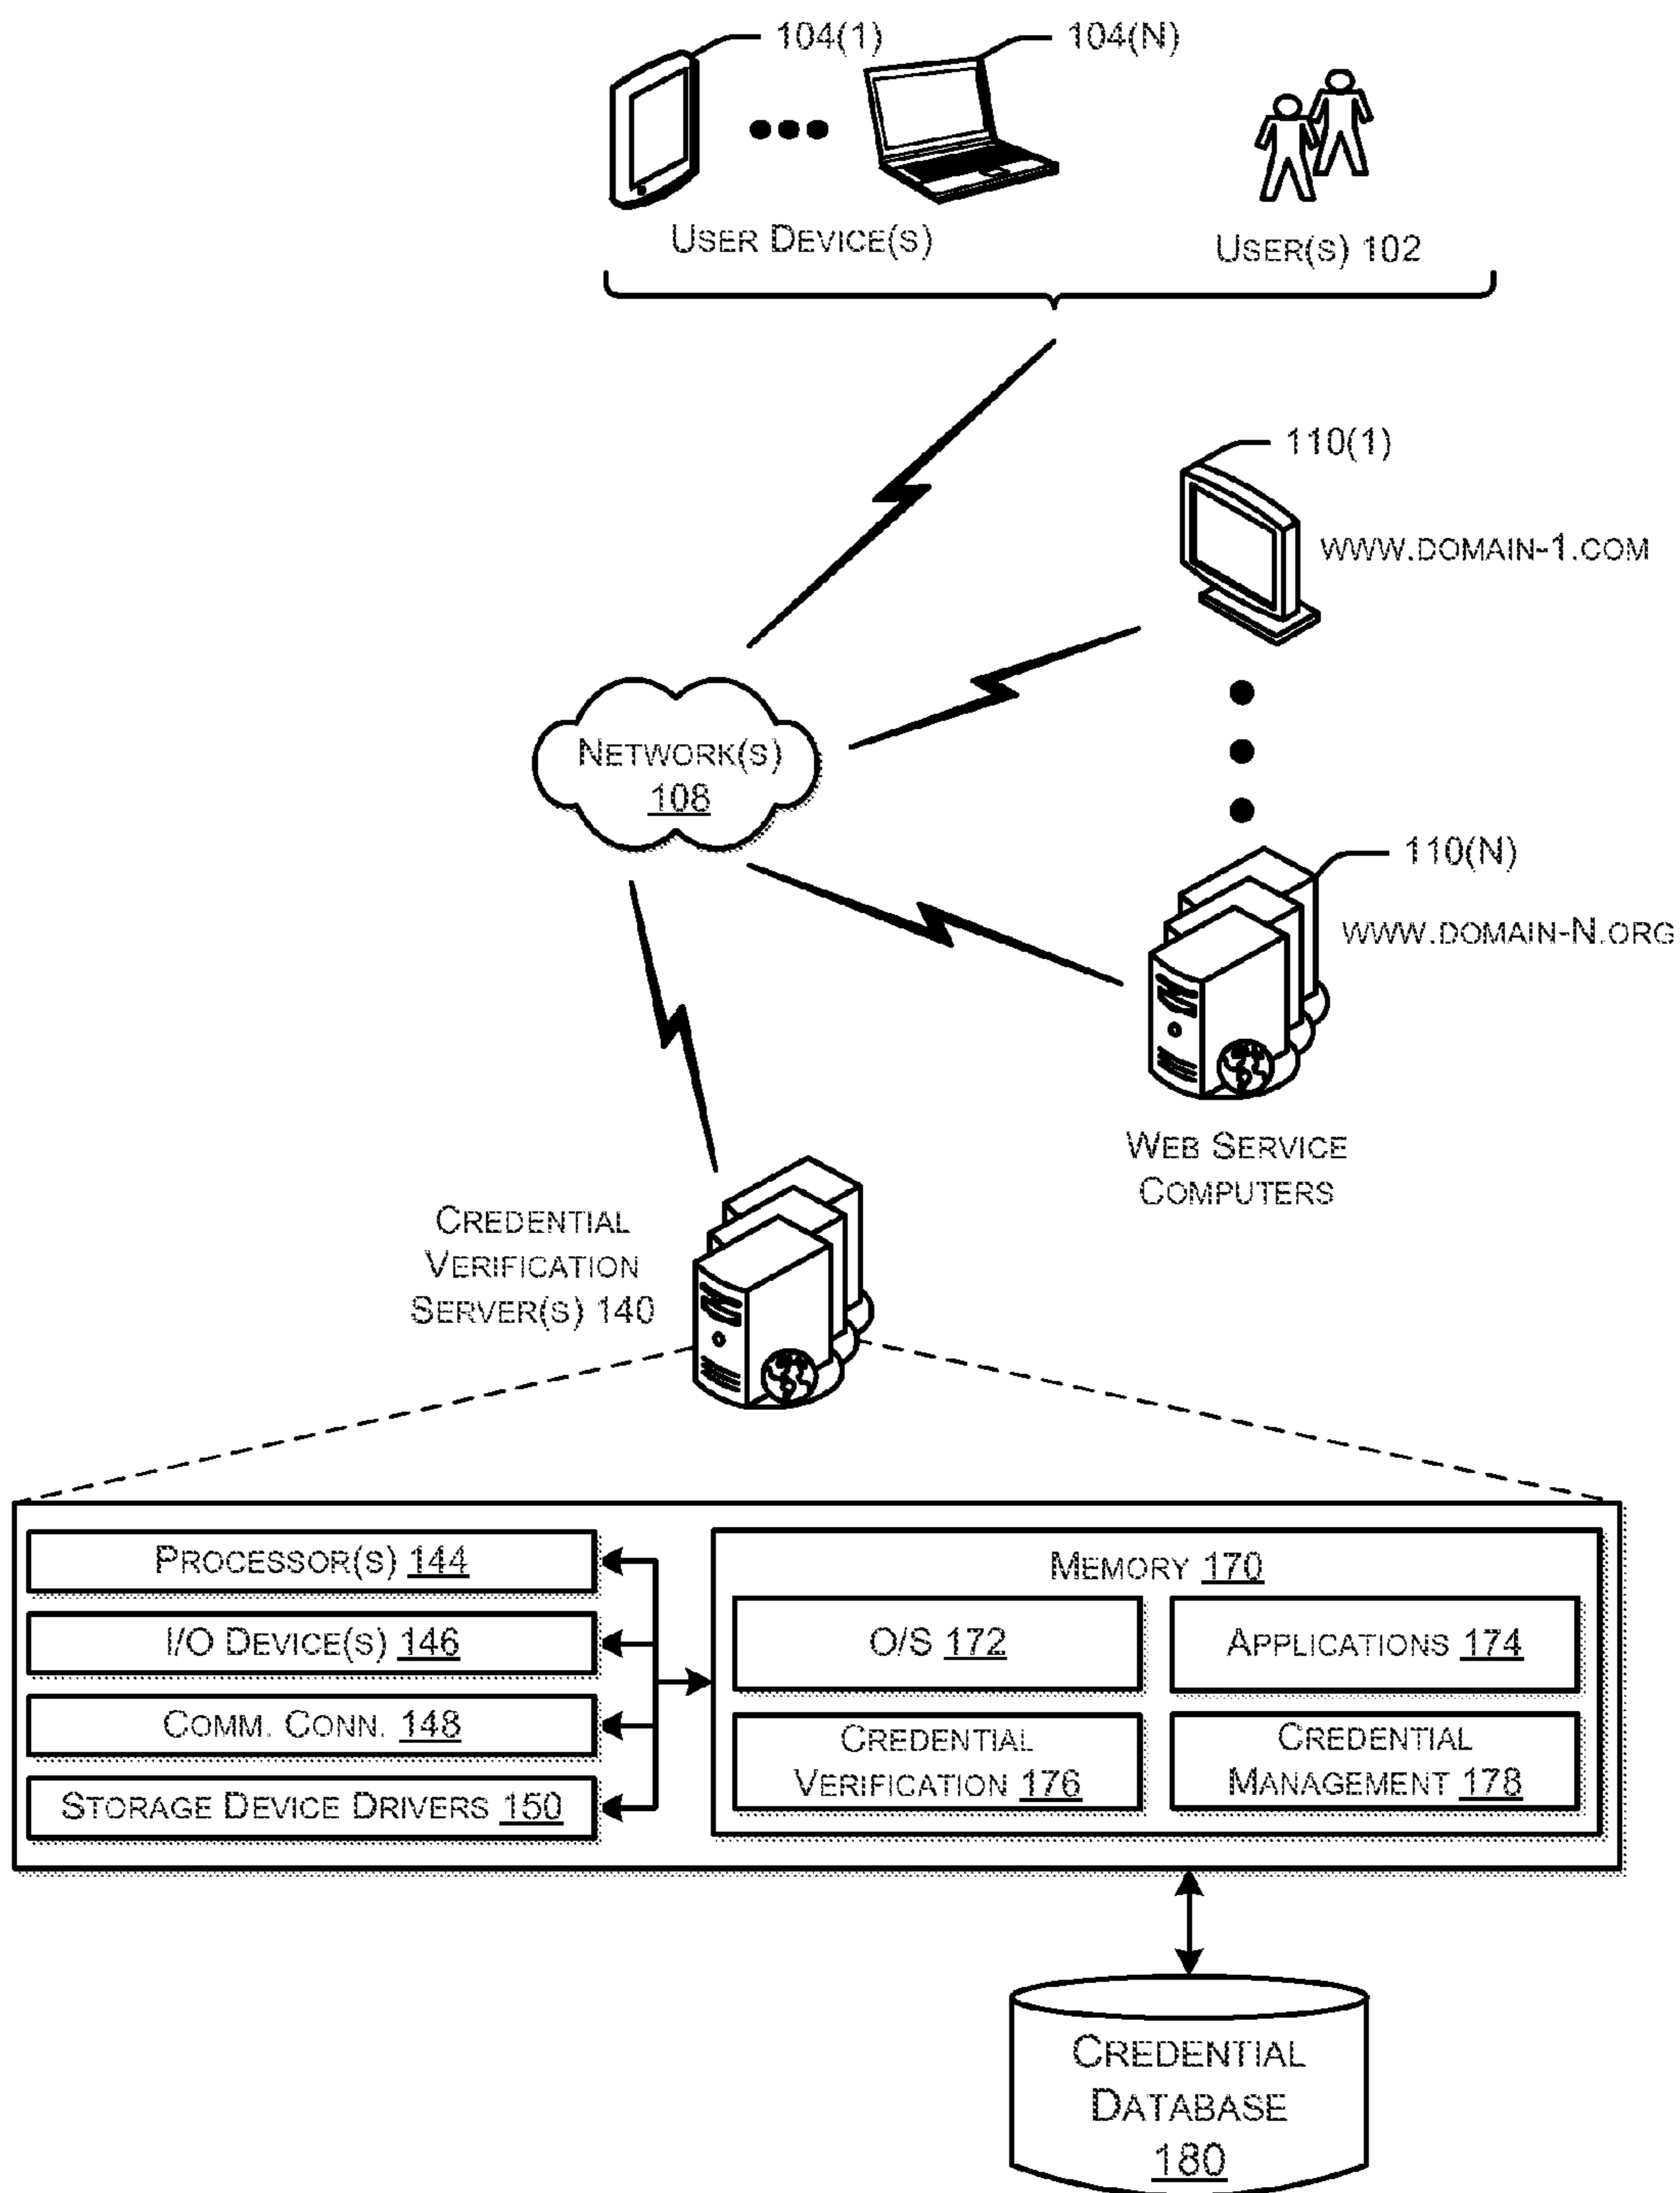 104(1)
104(N)
USER DEVICE(S)
USER(S) 102
110(1)
WWW.DOMAIN-1.COM
NETWORK(S)
108
110(N)
WWW.DOMAIN-N.ORG
WEB SERVICE
COMPUTERS
CREDENTIAL
VERIFICATION
SERVER(S) 140
PROCESSOR(S) 144
I/O DEVICE(S) 146
COMM. CONN. 148
STORAGE DEVICE DRIVERS 150
MEMORY 170
O/S 172
APPLICATIONS 174
CREDENTIAL
VERIFICATION 176
CREDENTIAL
MANAGEMENT 178
CREDENTIAL
DATABASE
180